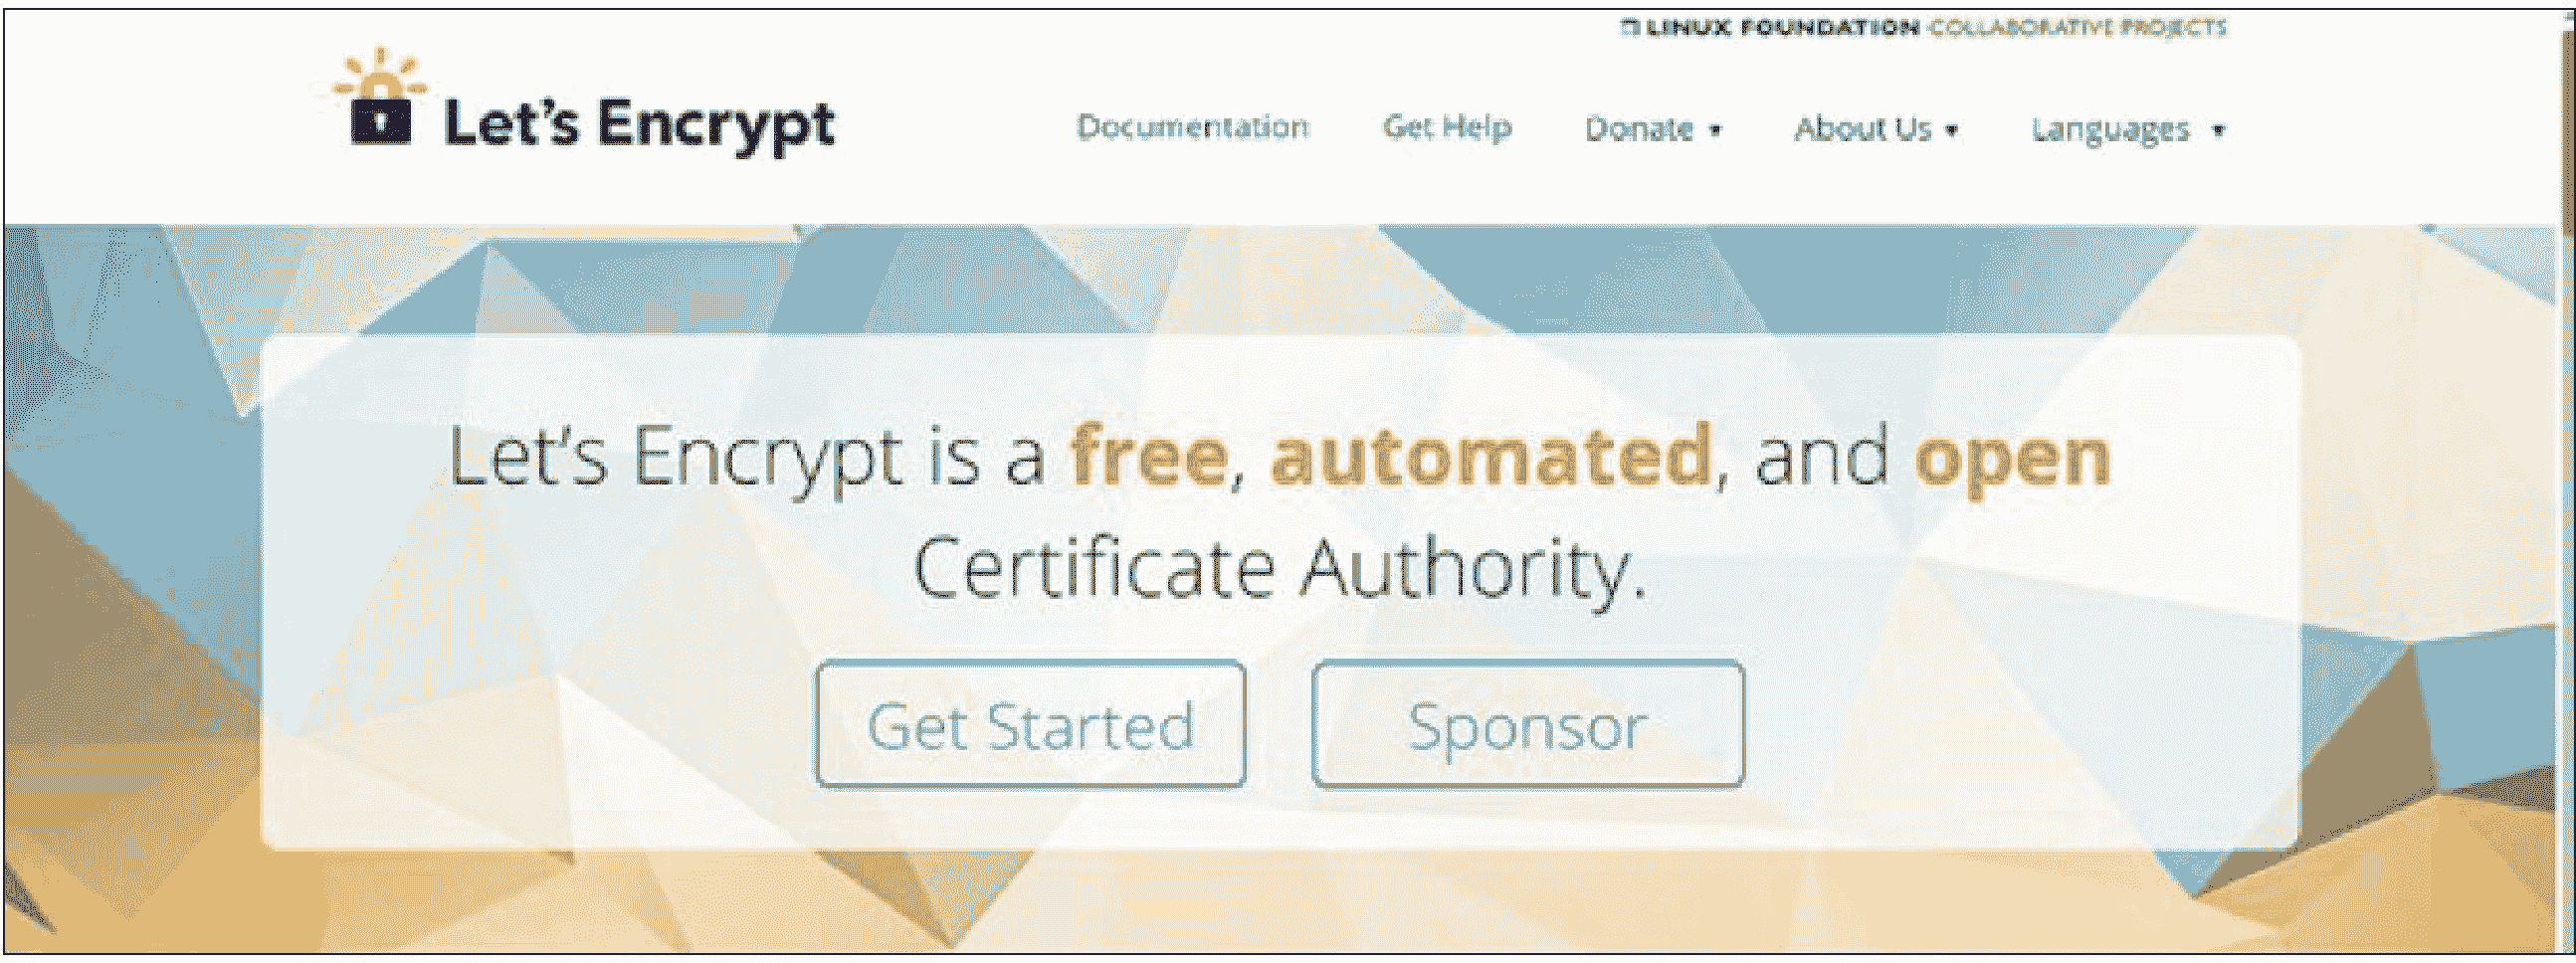 LINUX FOUNDATION COLLABORATIVE PROJECTS
Let's Encrypt
Documentation Get Help Donate ▾ About Us ▾ Languages ▾
Let's Encrypt is a free, automated, and open
Certificate Authority.
Get Started Sponsor